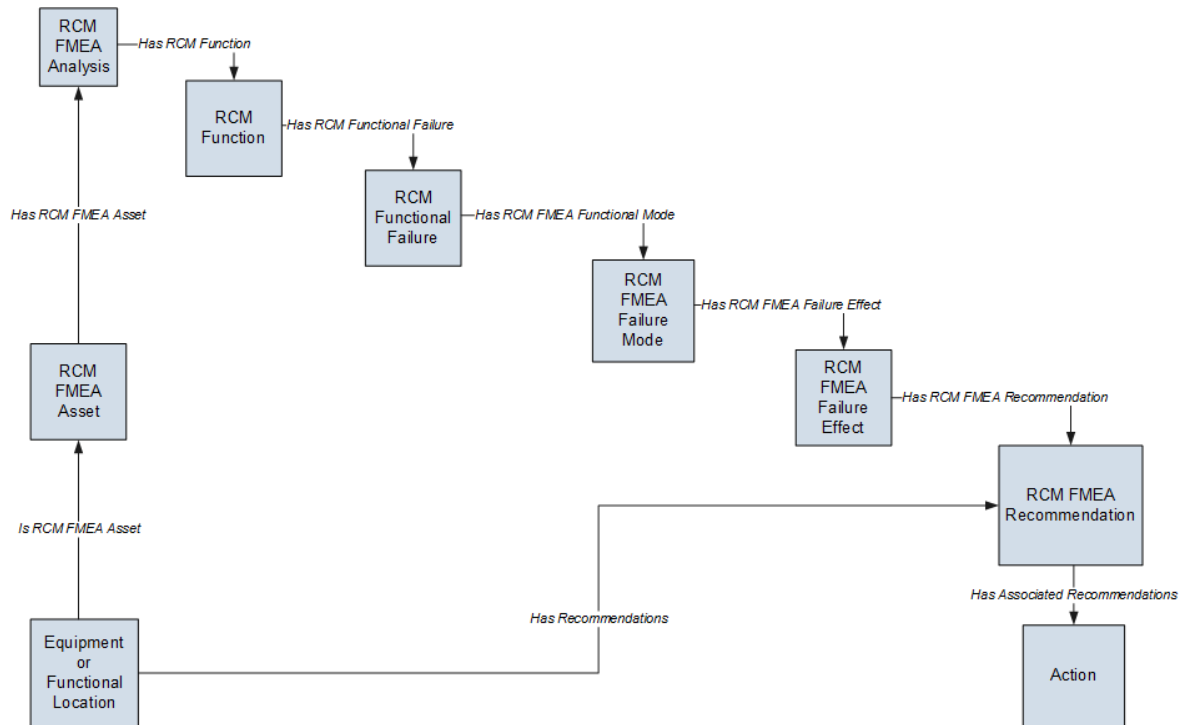 RCM
FMEA
Analysis
Has RCM Function
RCM
Function
Has RCM Functional Failure
RCM
Functional
Failure
Has RCM FMEA Asset
Has RCM FMEA Functional Mode
RCM
FMEA
Failure
Mode
Has RCM FMEA Failure Effect
RCM
FMEA
Asset
RCM
FMEA
Failure
Effect
Has RCM FMEA Recommendation
RCM FMEA
Recommendation
Is RCM FMEA Asset
Has Associated Recommendations
Has Recommendations
Equipment
or
Functional
Location
Action